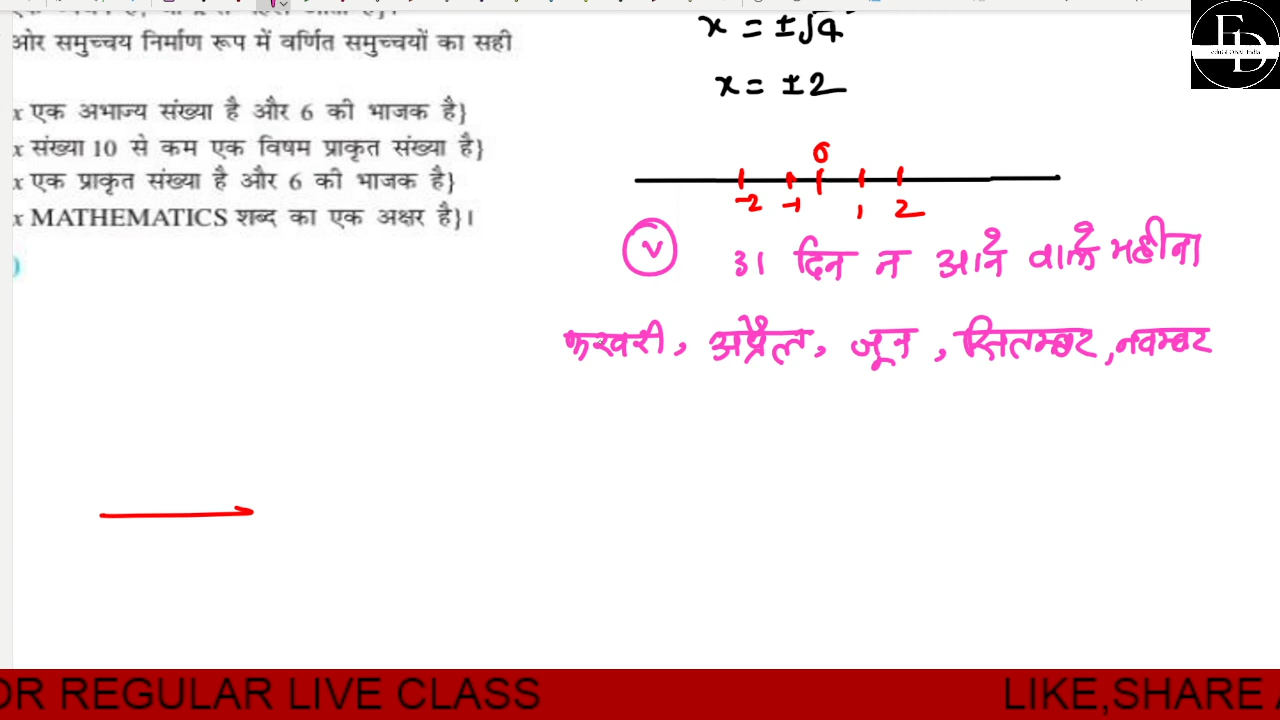 ओर समुच्चय निर्माण रूप में वर्णित समुच्चयों का सही
x एक अभाज्य संख्या है और 6 की भाजक है}
x संख्या 10 से कम एक विषम प्राकृत संख्या है}
x एक प्राकृत संख्या है और 6 की भाजक है}
x MATHEMATICS शब्द का एक अक्षर है}।
x = ±√4
x = ±2
0
-2 -1 1 2
v 31 दिन न आने वाले महीना
फरवरी, अप्रैल, जून, सितम्बर, नवम्बर
ED
OR REGULAR LIVE CLASS LIKE,SHARE